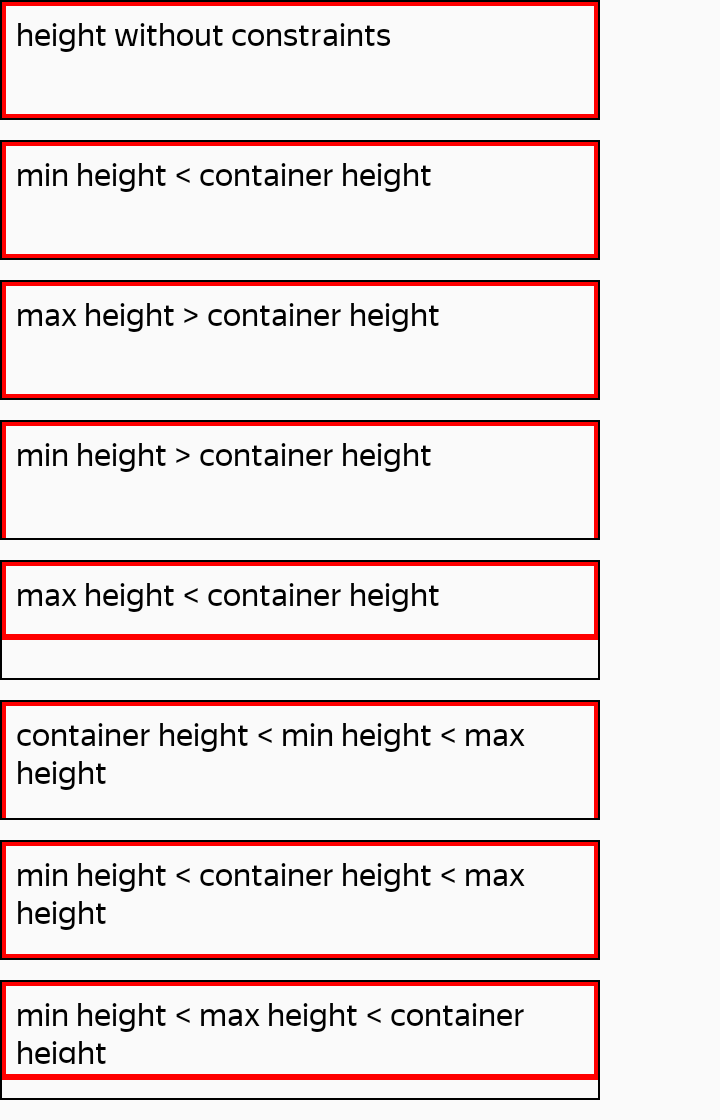 height without constraints
min height < container height
max height > container height
min height > container height
max height < container height
container height < min height < max
height
min height < container height < max
height
min height < max height < container
height